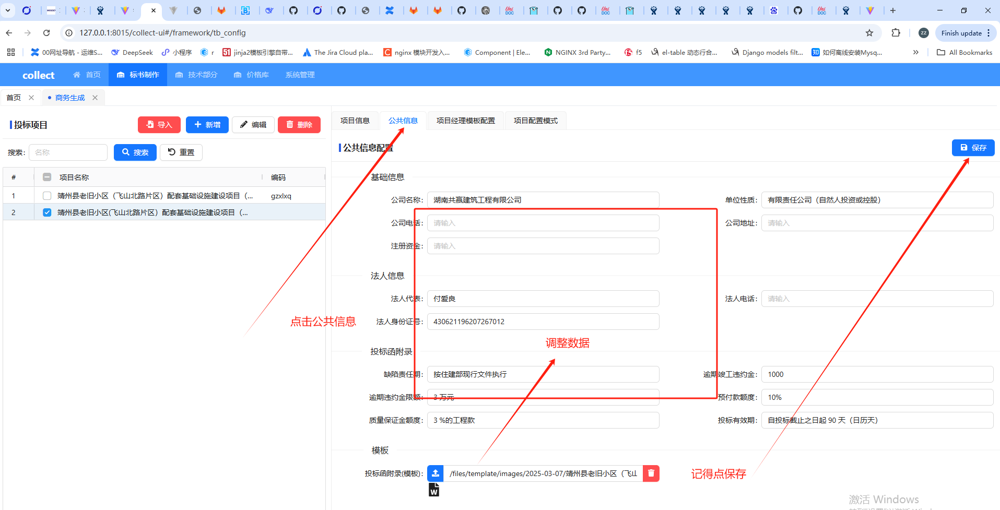 127.0.0.1:8015/collect-ui#/framework/tb_config
ZZ
Finish update
00网址导航 - 运维S...
DeepSeek
小程序
r
jinja2模板引擎自带...
The Jira Cloud pla...
nginx 模块开发入...
Component | Ele...
NGINX 3rd Party...
f5
el-table 动态行合...
Django models filt...
如何离线安装Mysq...
All Bookmarks
collect
首页
标书制作
技术部分
价格库
系统管理
首页
商务生成
投标项目
导入
新增
编辑
删除
项目信息
公共信息
项目经理模板配置
项目配置模式
公共信息配置
保存
搜索:
名称
搜索
重置
#
项目名称
编码
1
靖州县老旧小区（飞山北路片区）配套基础设施建设项目（...
gzxlxq
2
靖州县老旧小区(飞山北路片区）配套基础设施建设项目（...
基础信息
公司名称:
湖南共赢建筑工程有限公司
单位性质:
有限责任公司（自然人投资或控股）
公司电话:
请输入
公司地址:
请输入
注册资金:
请输入
法人信息
法人代表:
付爱良
法人电话:
请输入
点击公共信息
法人身份证号:
430621196207267012
调整数据
投标函附录
缺陷责任期:
按住建部现行文件执行
逾期竣工违约金:
1000
逾期违约金限额:
3 万元
预付款额度:
10%
质量保证金额度:
3 %的工程款
投标有效期:
自投标截止之日起 90 天（日历天）
模板
投标函附录(模板):
/files/template/images/2025-03-07/靖州县老旧小区（飞山
W
记得点保存
激活 Windows